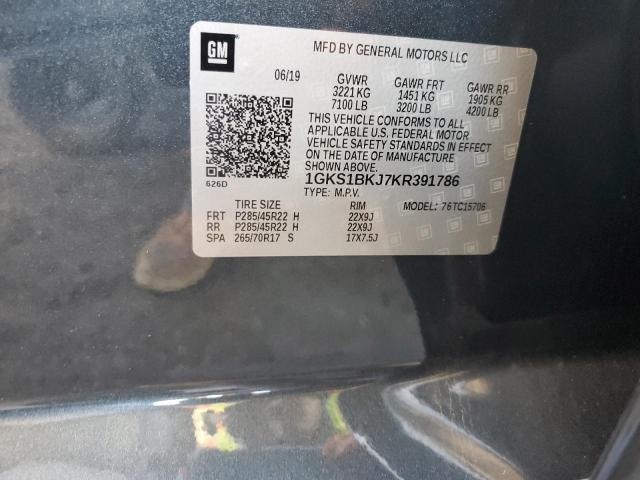 GM
MFD BY GENERAL MOTORS LLC
06/19 GVWR GAWR FRT GAWR RR
3221 KG 1451 KG 1905 KG
7100 LB 3200 LB 4200 LB
THIS VEHICLE CONFORMS TO ALL
APPLICABLE U.S. FEDERAL MOTOR
VEHICLE SAFETY STANDARDS IN EFFECT
ON THE DATE OF MANUFACTURE
SHOWN ABOVE.
626D
1GKS1BKJ7KR391786
TYPE: M.P.V. MODEL: 76TC15706
TIRE SIZE RIM
FRT P285/45R22 H 22X9J
RR P285/45R22 H 22X9J
SPA 265/70R17 S 17X7.5J